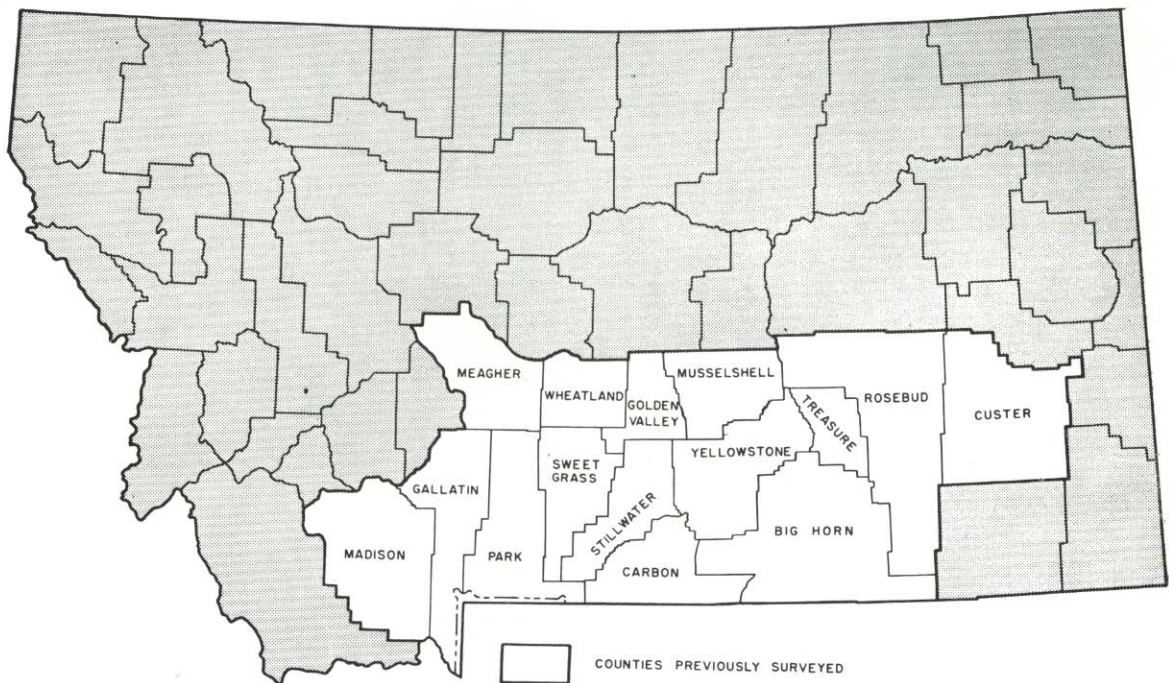 MEAGHER
WHEATLAND
GOLDEN
VALLEY
MUSSELSHELL
TREASURE
ROSEBUD
CUSTER
SWEET
GRASS
YELLOWSTONE
GALLATIN
STILLWATER
BIG HORN
MADISON
PARK
CARBON
COUNTIES PREVIOUSLY SURVEYED